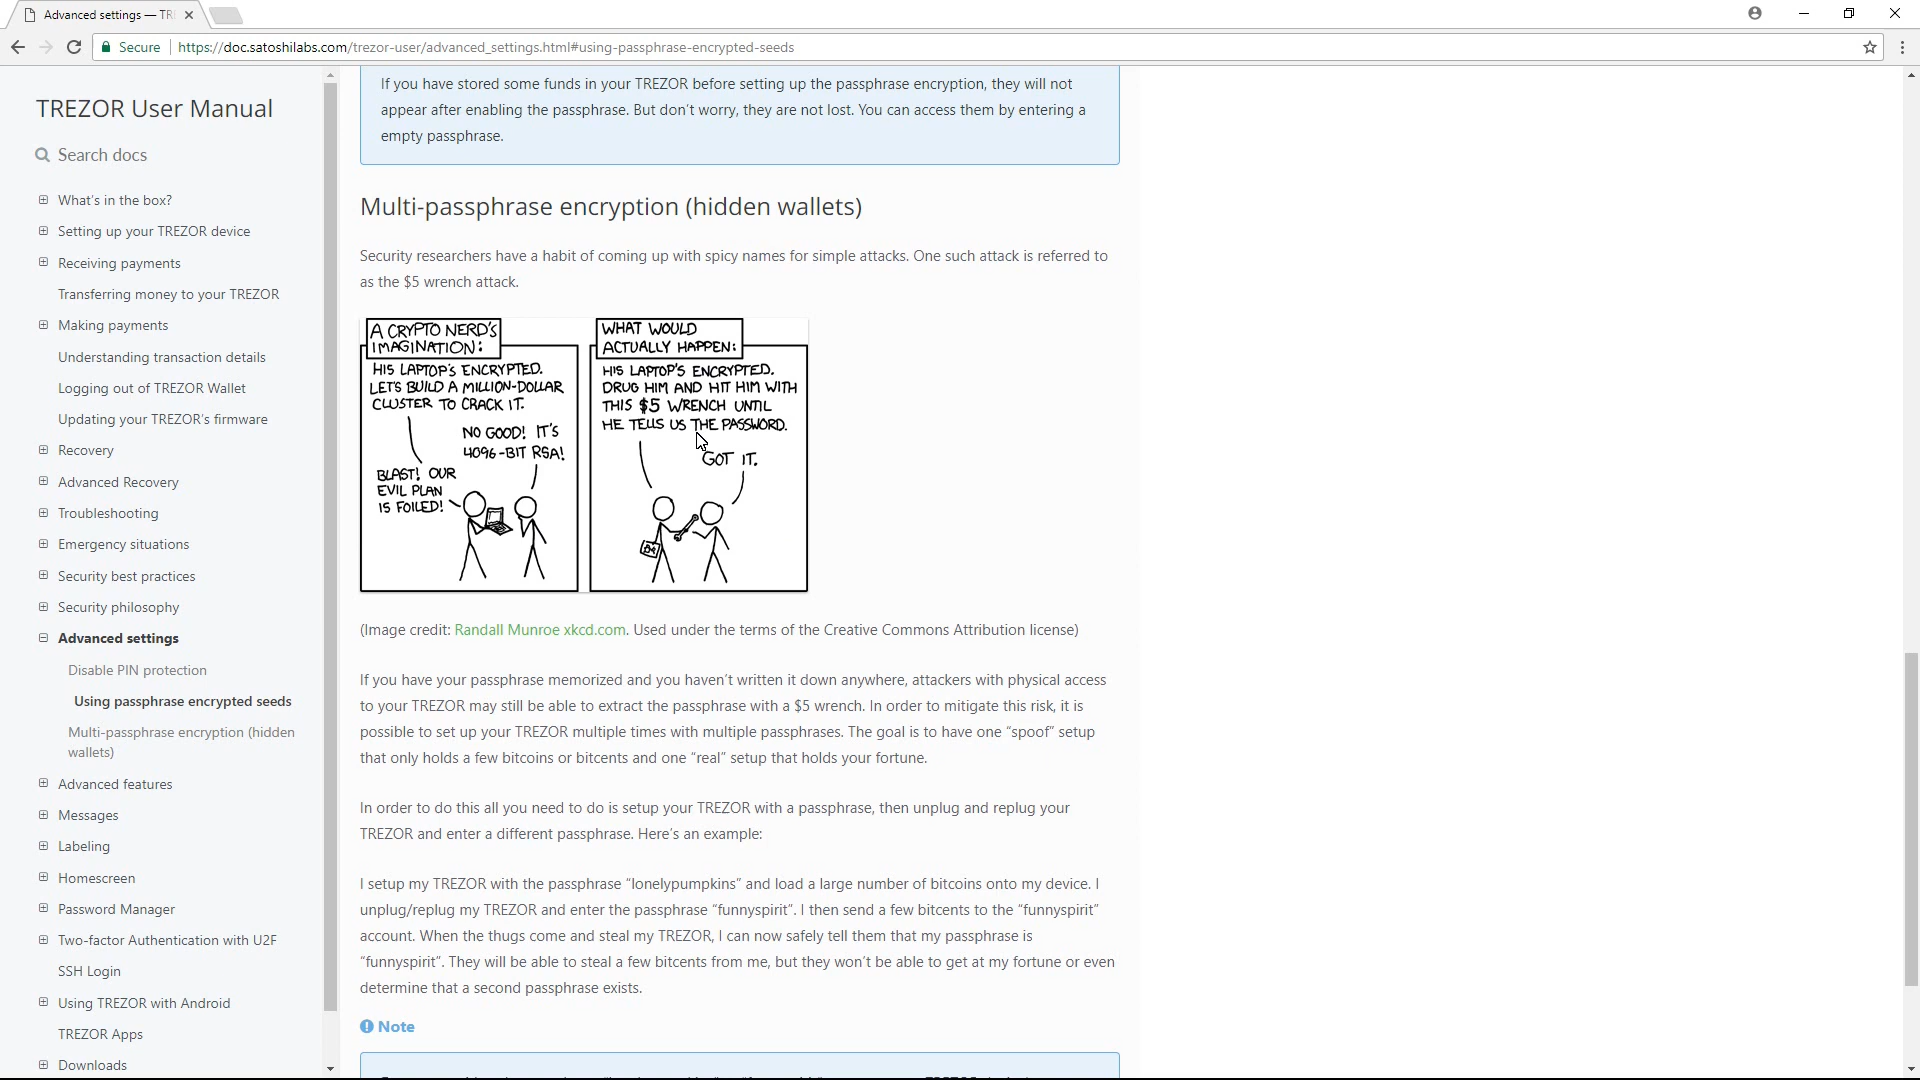 Advanced settings — TR
Secure
https://doc.satoshilabs.com/trezor-user/advanced_settings.html#using-passphrase-encrypted-seeds
TREZOR User Manual
Search docs
What's in the box?
Setting up your TREZOR device
Receiving payments
Transferring money to your TREZOR
Making payments
Understanding transaction details
Logging out of TREZOR Wallet
Updating your TREZOR's firmware
Recovery
Advanced Recovery
Troubleshooting
Emergency situations
Security best practices
Security philosophy
Advanced settings
Disable PIN protection
Using passphrase encrypted seeds
Multi-passphrase encryption (hidden
wallets)
Advanced features
Messages
Labeling
Homescreen
Password Manager
Two-factor Authentication with U2F
SSH Login
Using TREZOR with Android
TREZOR Apps
Downloads
If you have stored some funds in your TREZOR before setting up the passphrase encryption, they will not
appear after enabling the passphrase. But don't worry, they are not lost. You can access them by entering a
empty passphrase.
Multi-passphrase encryption (hidden wallets)
Security researchers have a habit of coming up with spicy names for simple attacks. One such attack is referred to
as the $5 wrench attack.
A CRYPTO NERD'S
IMAGINATION:
HIS LAPTOP'S ENCRYPTED.
LET'S BUILD A MILLION-DOLLAR
CLUSTER TO CRACK IT.
NO GOOD! IT'S
4096-BIT RSA!
BLAST! OUR
EVIL PLAN
IS FOILED!
WHAT WOULD
ACTUALLY HAPPEN:
HIS LAPTOP'S ENCRYPTED.
DRUG HIM AND HIT HIM WITH
THIS $5 WRENCH UNTIL
HE TELLS US THE PASSWORD.
GOT IT.
(Image credit: Randall Munroe xkcd.com. Used under the terms of the Creative Commons Attribution license)
If you have your passphrase memorized and you haven't written it down anywhere, attackers with physical access
to your TREZOR may still be able to extract the passphrase with a $5 wrench. In order to mitigate this risk, it is
possible to set up your TREZOR multiple times with multiple passphrases. The goal is to have one "spoof" setup
that only holds a few bitcoins or bitcents and one "real" setup that holds your fortune.
In order to do this all you need to do is setup your TREZOR with a passphrase, then unplug and replug your
TREZOR and enter a different passphrase. Here's an example:
I setup my TREZOR with the passphrase "lonelypumpkins" and load a large number of bitcoins onto my device. I
unplug/replug my TREZOR and enter the passphrase "funnyspirit". I then send a few bitcents to the "funnyspirit"
account. When the thugs come and steal my TREZOR, I can now safely tell them that my passphrase is
"funnyspirit". They will be able to steal a few bitcents from me, but they won't be able to get at my fortune or even
determine that a second passphrase exists.
Note